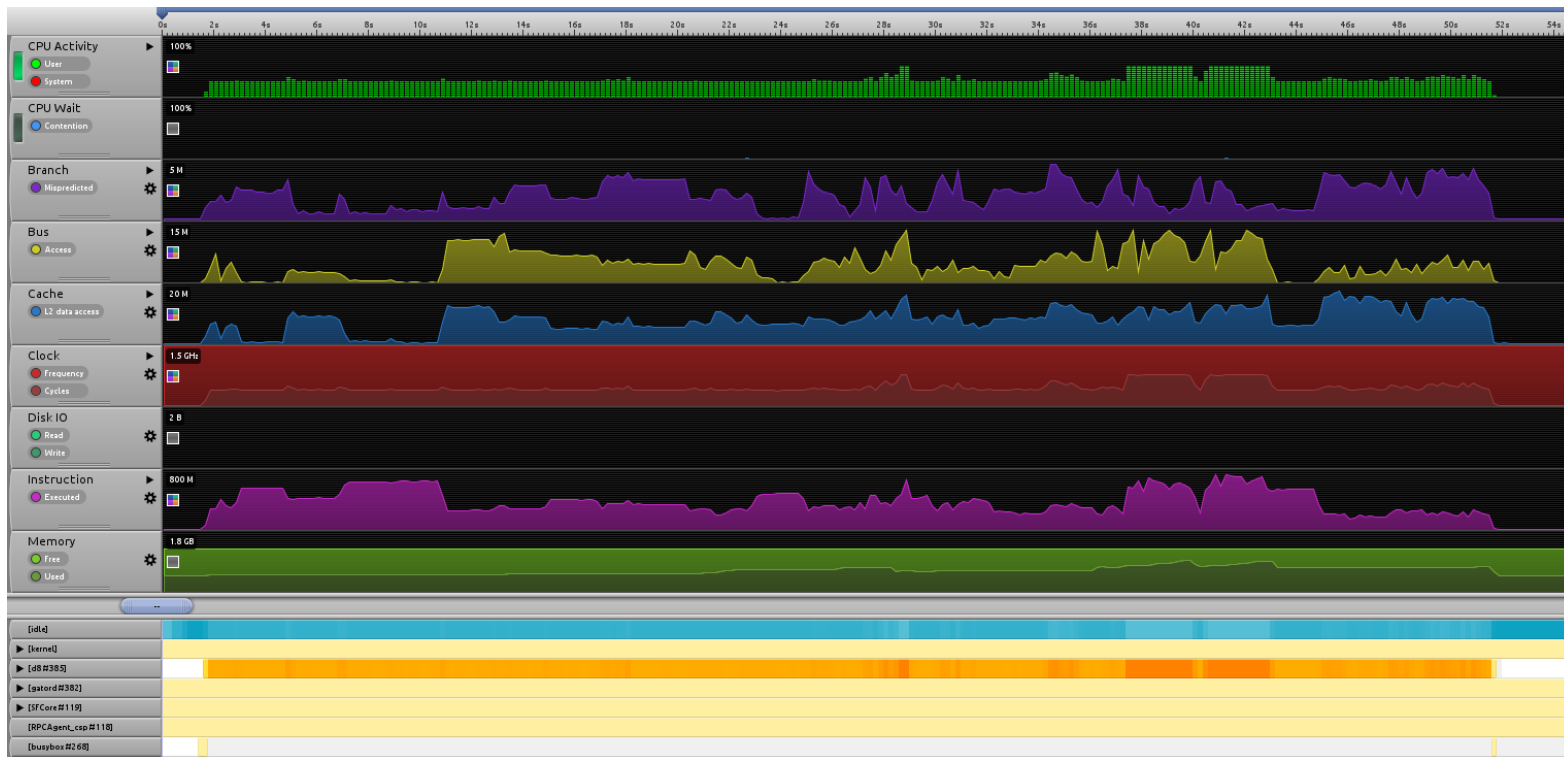 0s 2s 4s 6s 8s 10s 12s 14s 16s 18s 20s 22s 24s 26s 28s 30s 32s 34s 36s 38s 40s 42s 44s 46s 48s 50s 52s 54s
CPU Activity
100%
User
System
CPU Wait
100%
Contention
Branch
5 M
Mispredicted
Bus
15 M
Access
Cache
20 M
L2 data access
Clock
1.5 GHz
Frequency
Cycles
Disk IO
2 B
Read
Write
Instruction
800 M
Executed
Memory
1.8 GB
Free
Used
--
[idle]
[kernel]
[d8 #385]
[gatord #382]
[SFCore #119]
[RPCAgent_csp #118]
[busybox #268]